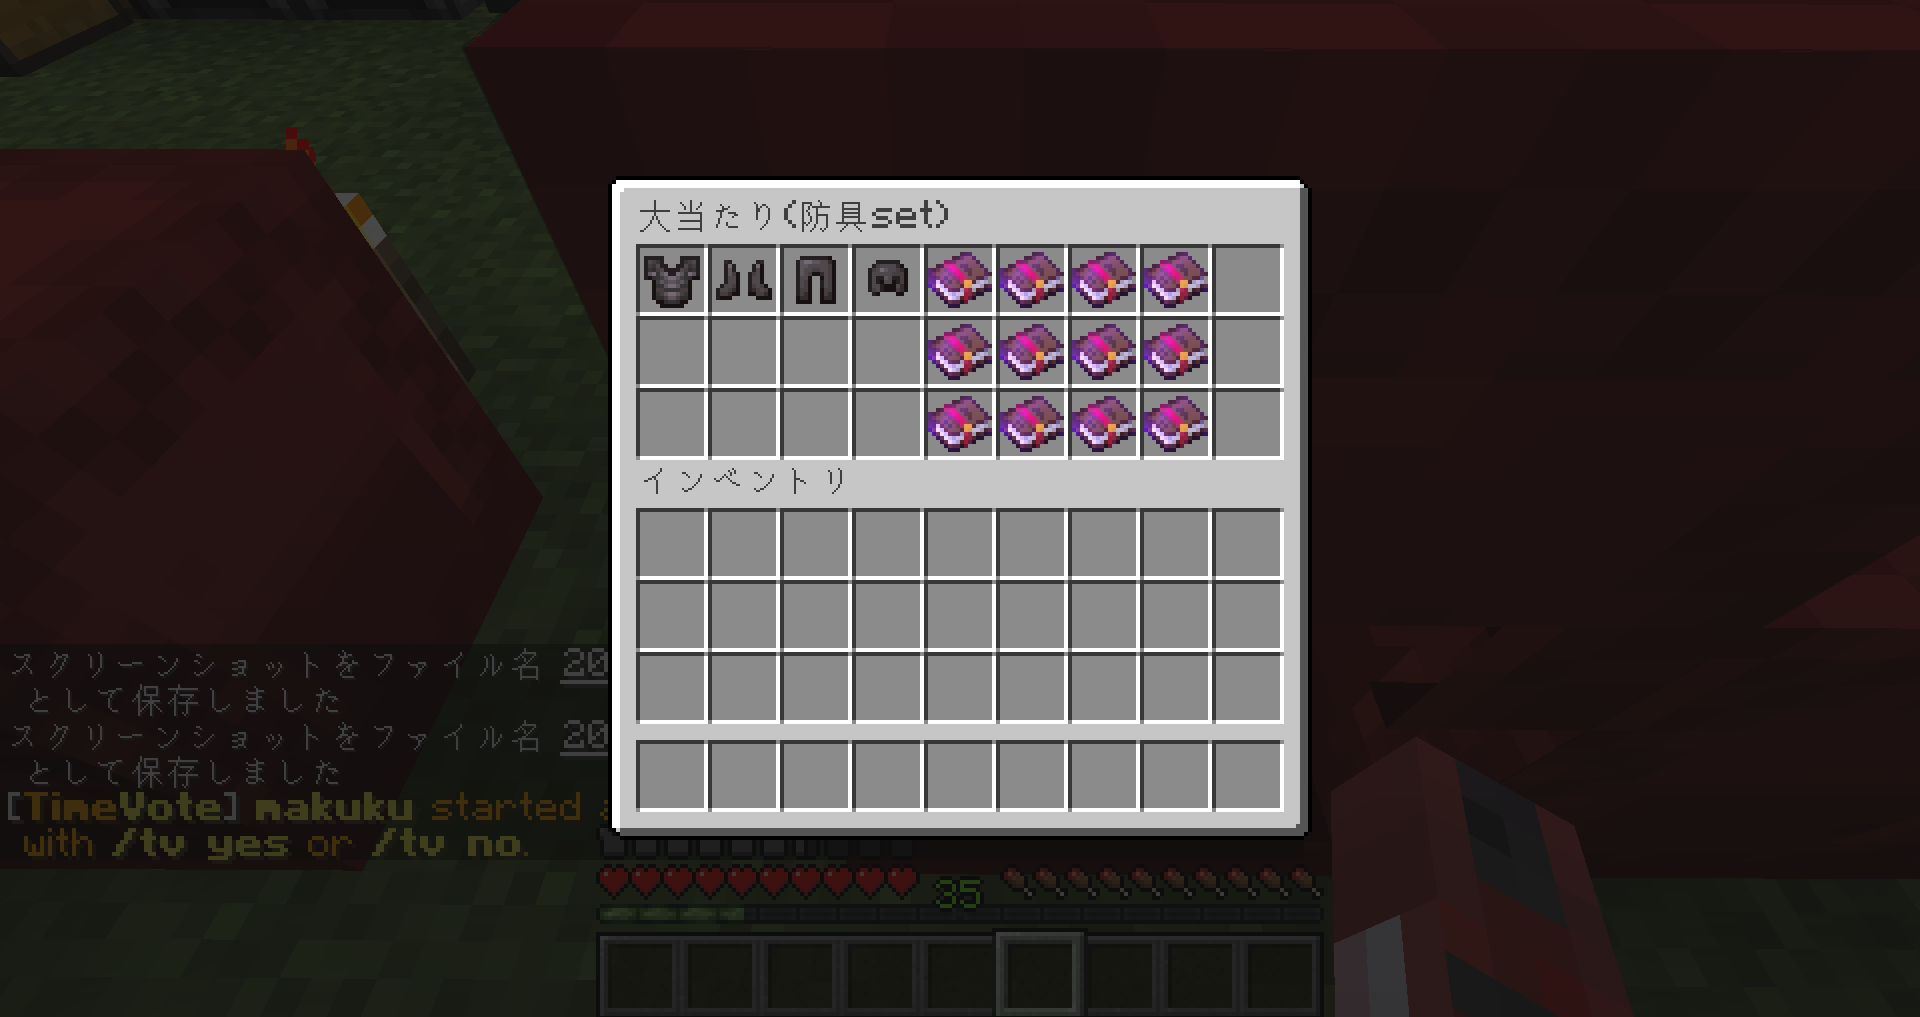 大当たり(防具set)
インベントリ
スクリーンショットをファイル名 20
として保存しました
スクリーンショットをファイル名 20
として保存しました
[TimeVote] makuku started
with /tv yes or /tv no.
35